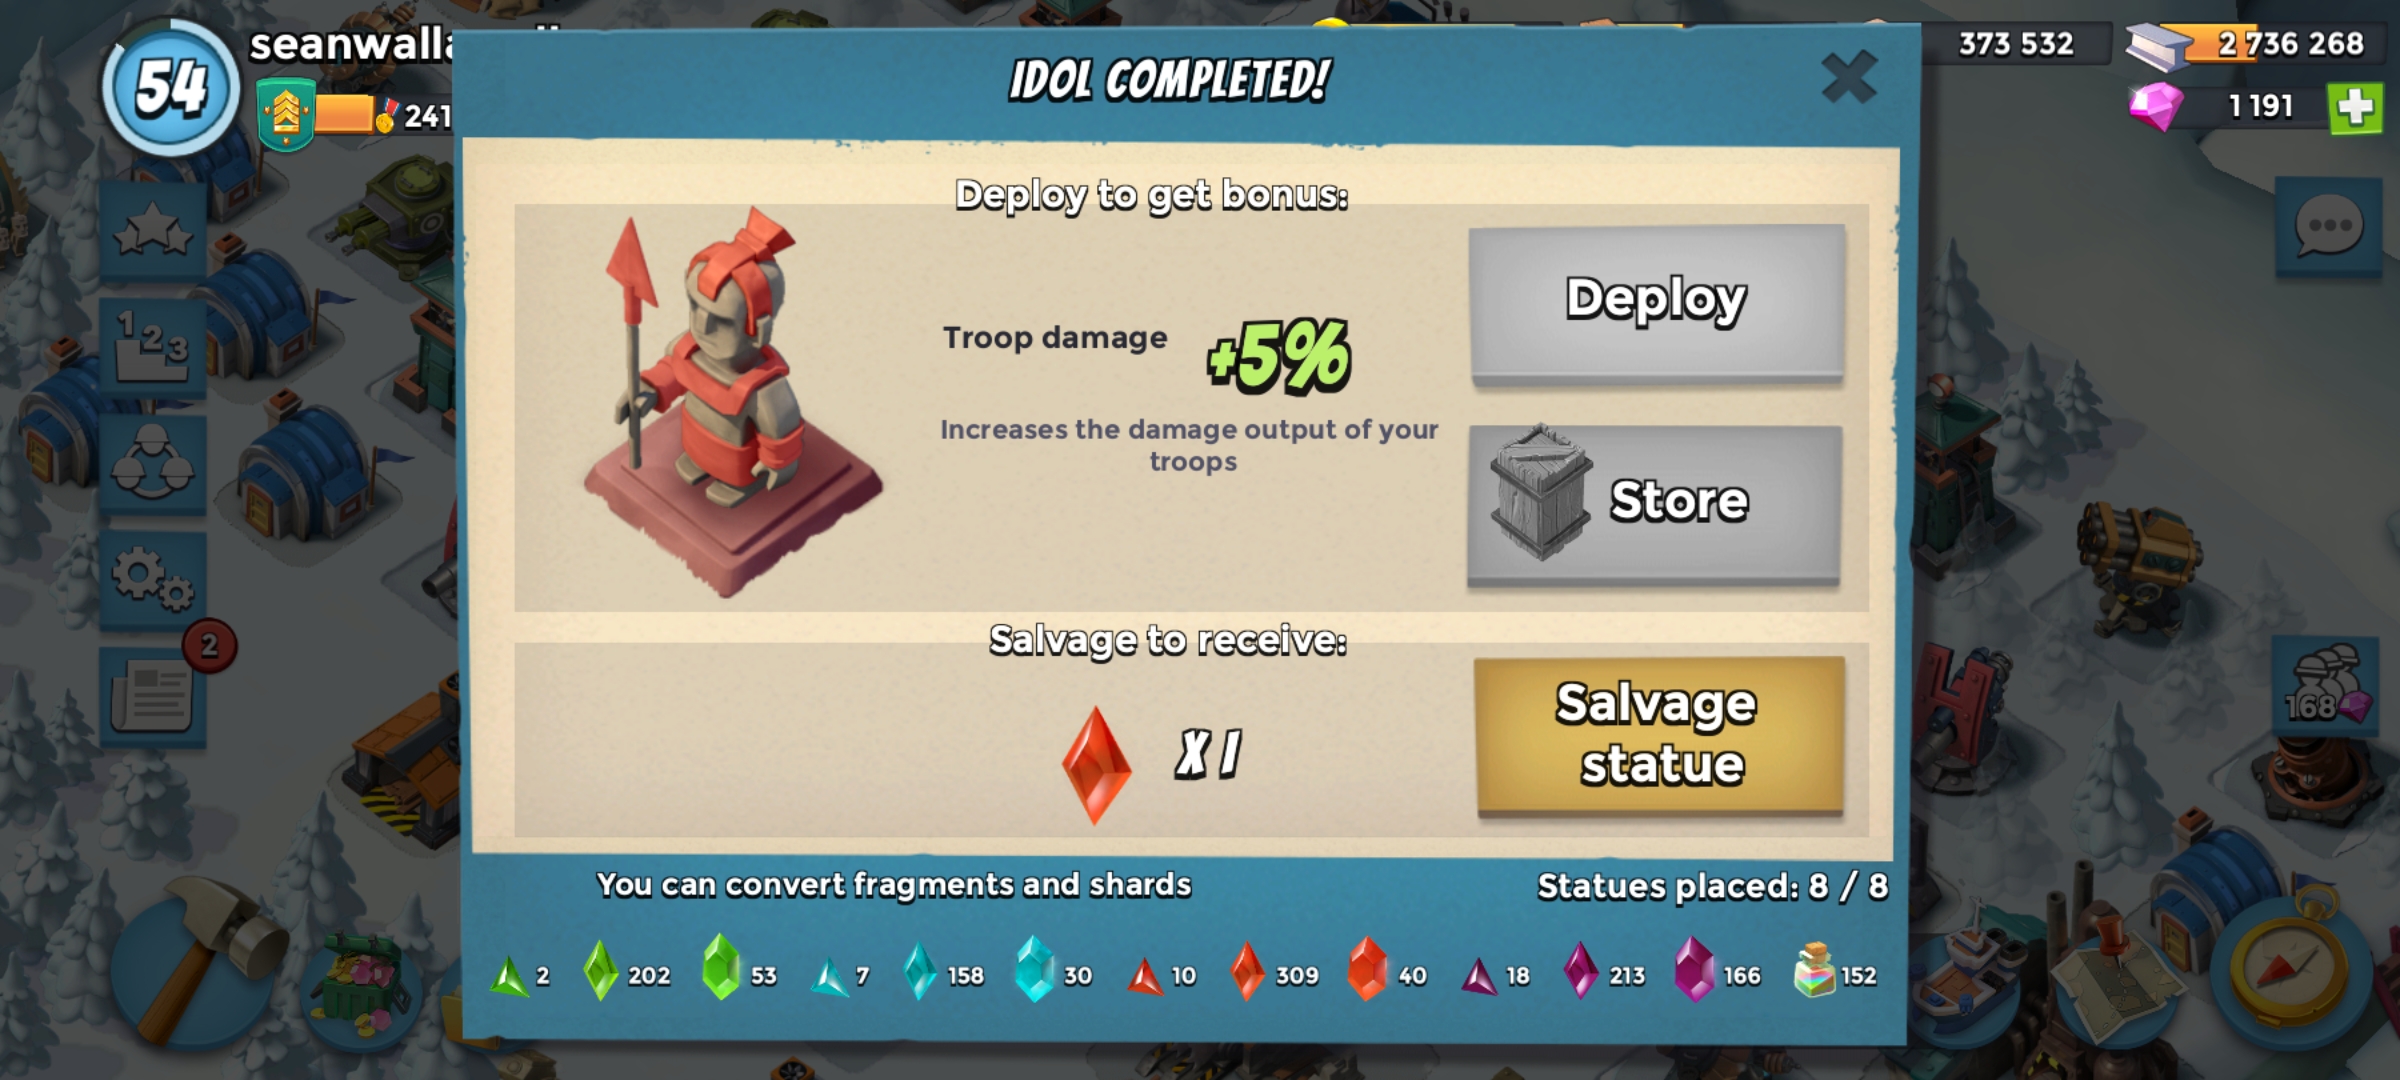 54
IDOL COMPLETED!
373 532
2 736 268
241
1 191
Deploy to get bonus:
Deploy
Troop damage
+5%
Increases the damage output of your
troops
Store
1 2 3
2
Salvage to receive:
Salvage
statue
X 1
168
You can convert fragments and shards
Statues placed: 8 / 8
2
202
53
7
158
30
10
309
40
18
213
166
152